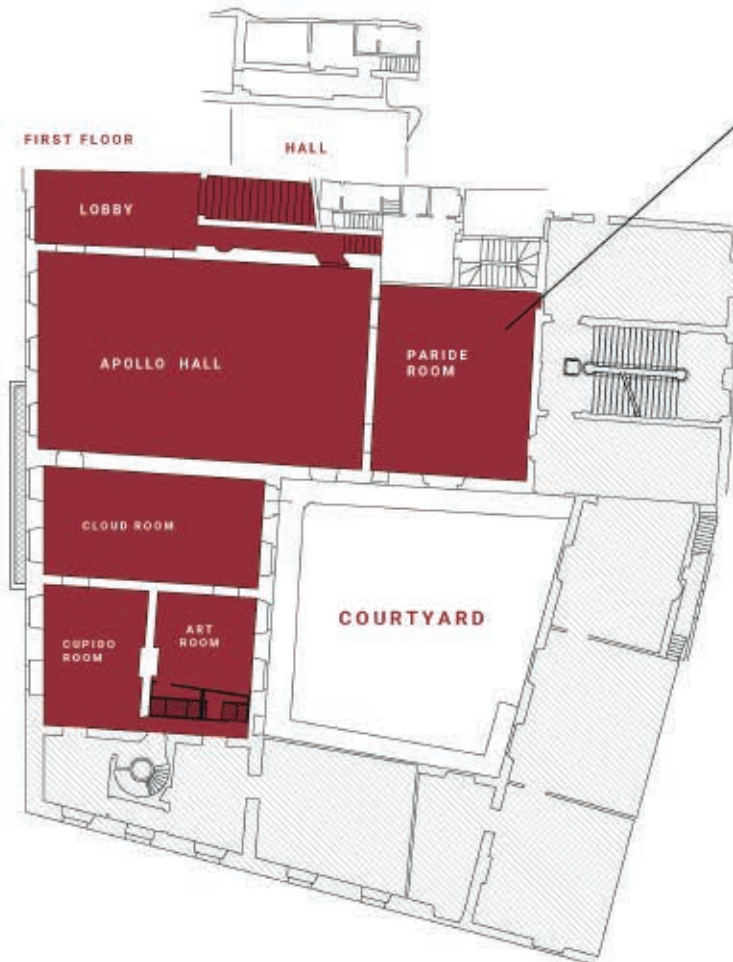 FIRST FLOOR
HALL
LOBBY
APOLLO HALL
PARIDE
ROOM
CLOUD ROOM
COURTYARD
CUPIDO
ROOM
ART
ROOM